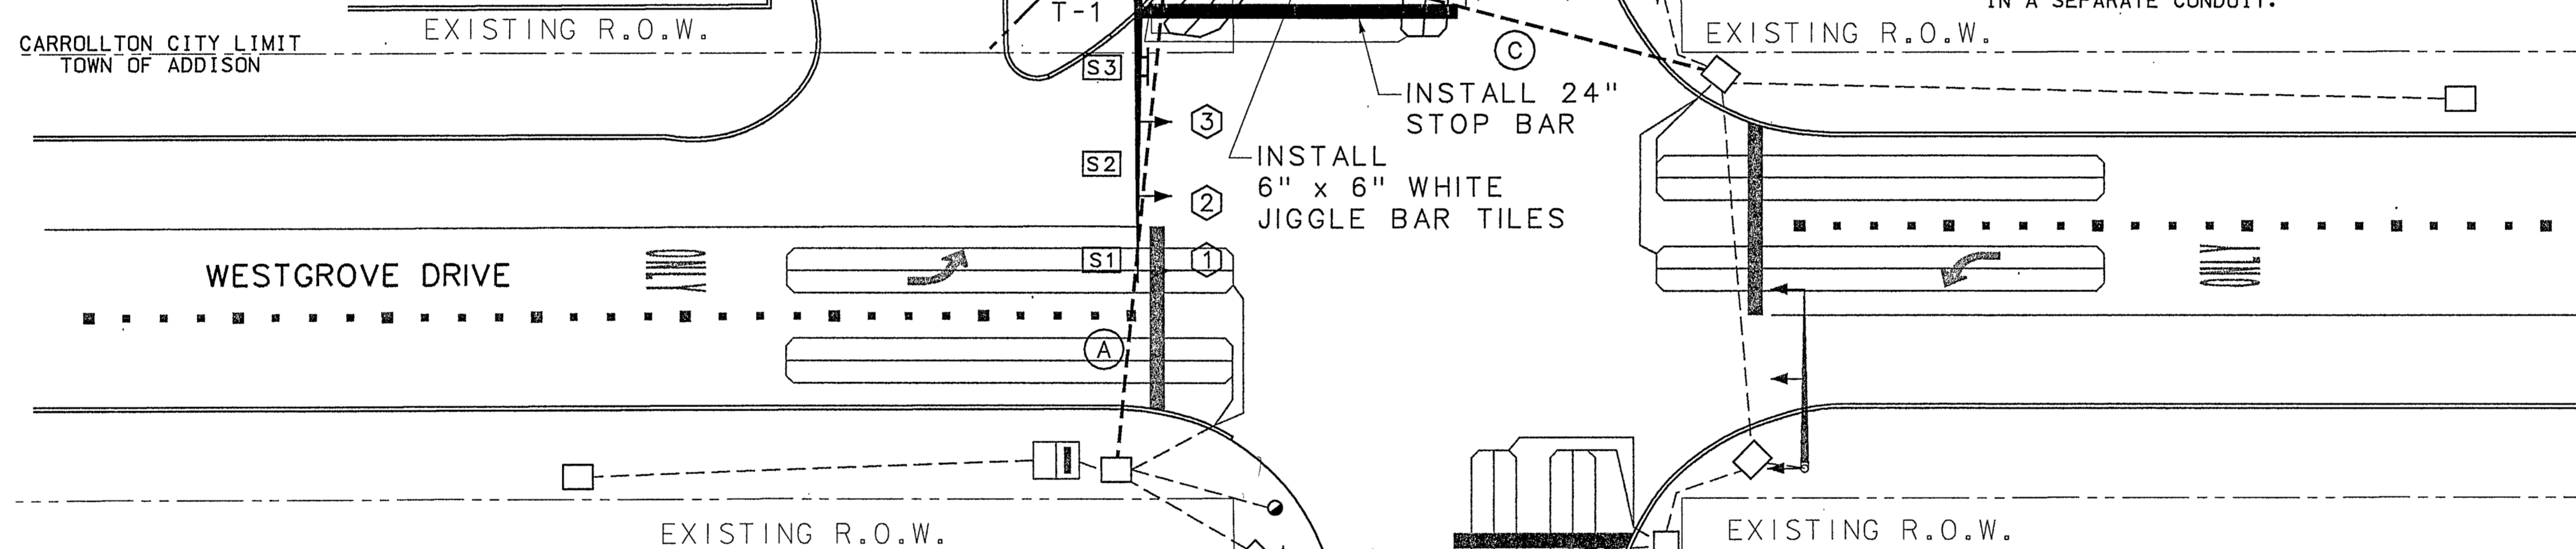 IN A SEPARATE CONDUIT.
T-1
EXISTING R.O.W.
EXISTING R.O.W.
CARROLLTON CITY LIMIT
TOWN OF ADDISON
C
S3
INSTALL 24"
STOP BAR
3
S2
INSTALL
6" x 6" WHITE
JIGGLE BAR TILES
2
S1
1
WESTGROVE DRIVE
ONLY
ONLY
A
EXISTING R.O.W.
EXISTING R.O.W.